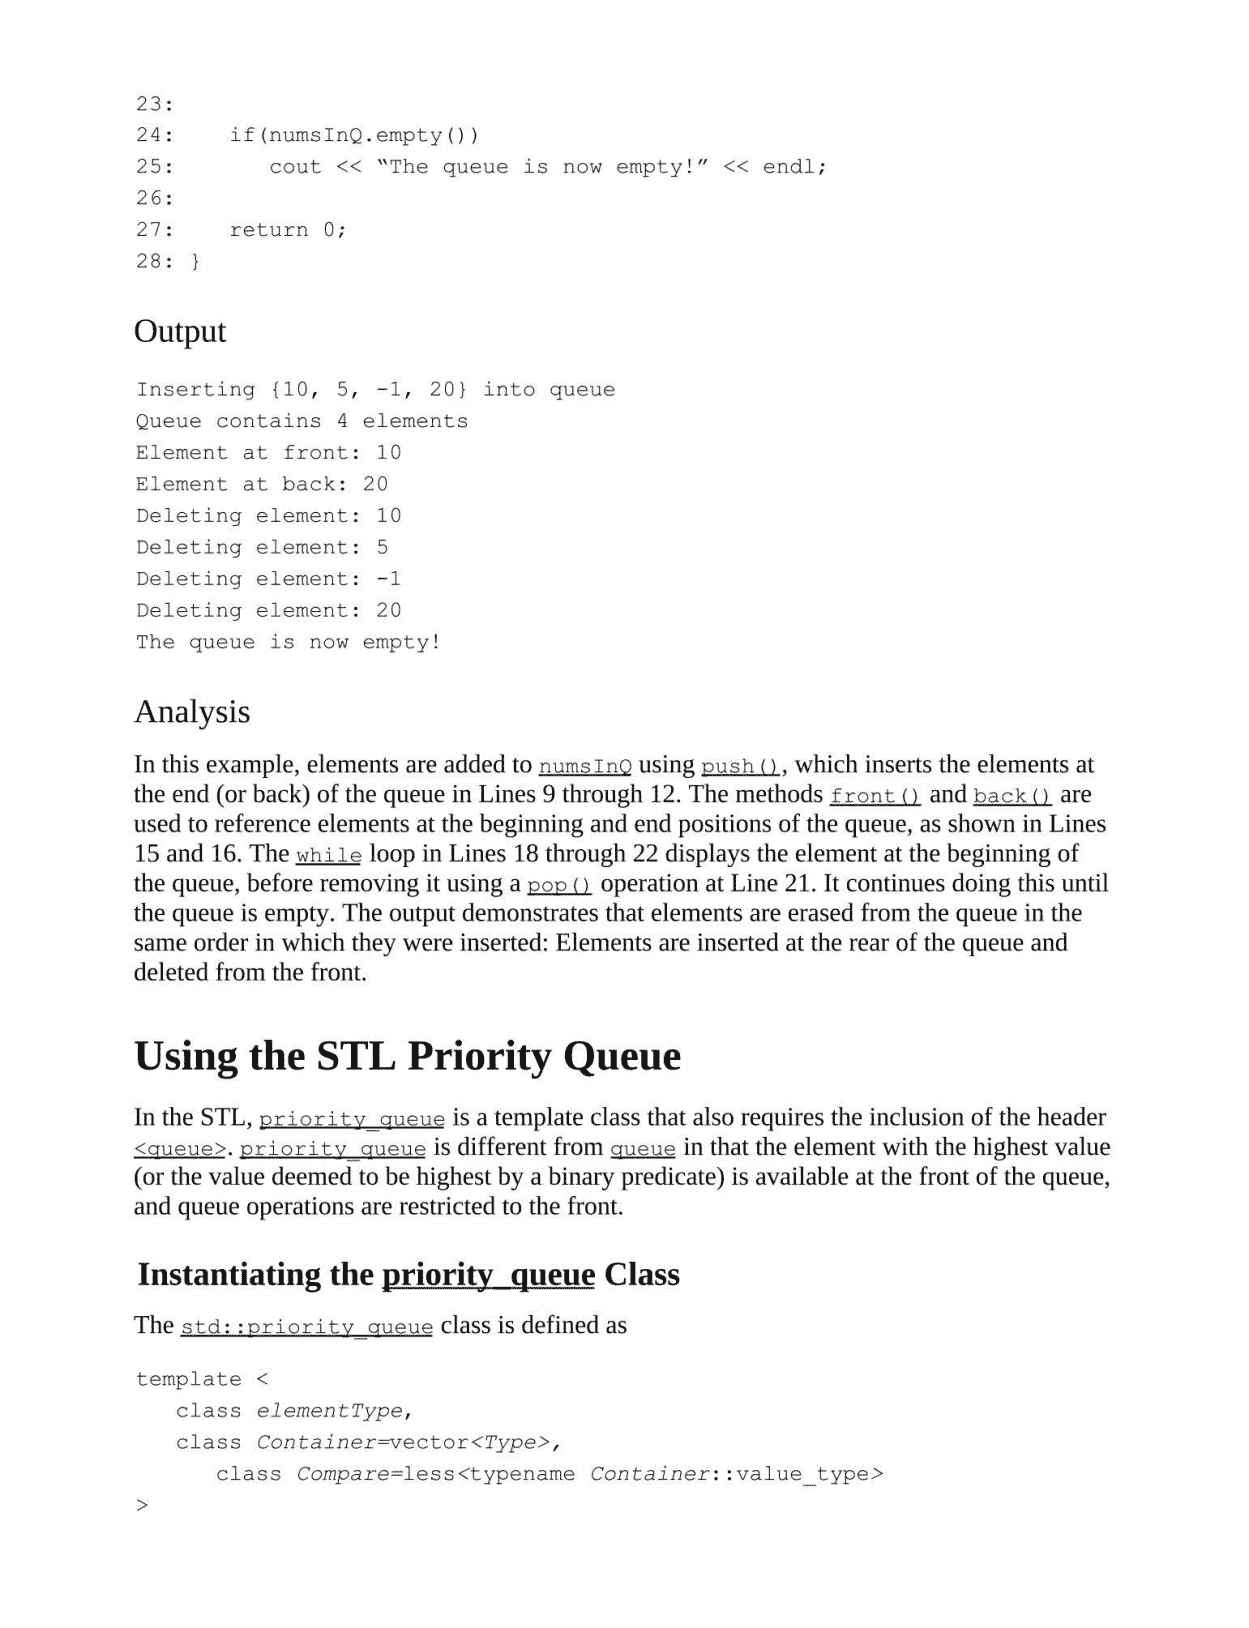 23:
24:    if(numsInQ.empty())
25:       cout << “The queue is now empty!” << endl;
26:
27:    return 0;
28: }
Output
Inserting {10, 5, -1, 20} into queue
Queue contains 4 elements
Element at front: 10
Element at back: 20
Deleting element: 10
Deleting element: 5
Deleting element: -1
Deleting element: 20
The queue is now empty!
Analysis
In this example, elements are added to numsInQ using push(), which inserts the elements at
the end (or back) of the queue in Lines 9 through 12. The methods front() and back() are
used to reference elements at the beginning and end positions of the queue, as shown in Lines
15 and 16. The while loop in Lines 18 through 22 displays the element at the beginning of
the queue, before removing it using a pop() operation at Line 21. It continues doing this until
the queue is empty. The output demonstrates that elements are erased from the queue in the
same order in which they were inserted: Elements are inserted at the rear of the queue and
deleted from the front.
Using the STL Priority Queue
In the STL, priority_queue is a template class that also requires the inclusion of the header
<queue>. priority_queue is different from queue in that the element with the highest value
(or the value deemed to be highest by a binary predicate) is available at the front of the queue,
and queue operations are restricted to the front.
Instantiating the priority_queue Class
The std::priority_queue class is defined as
template <
   class elementType,
   class Container=vector<Type>,
      class Compare=less<typename Container::value_type>
>